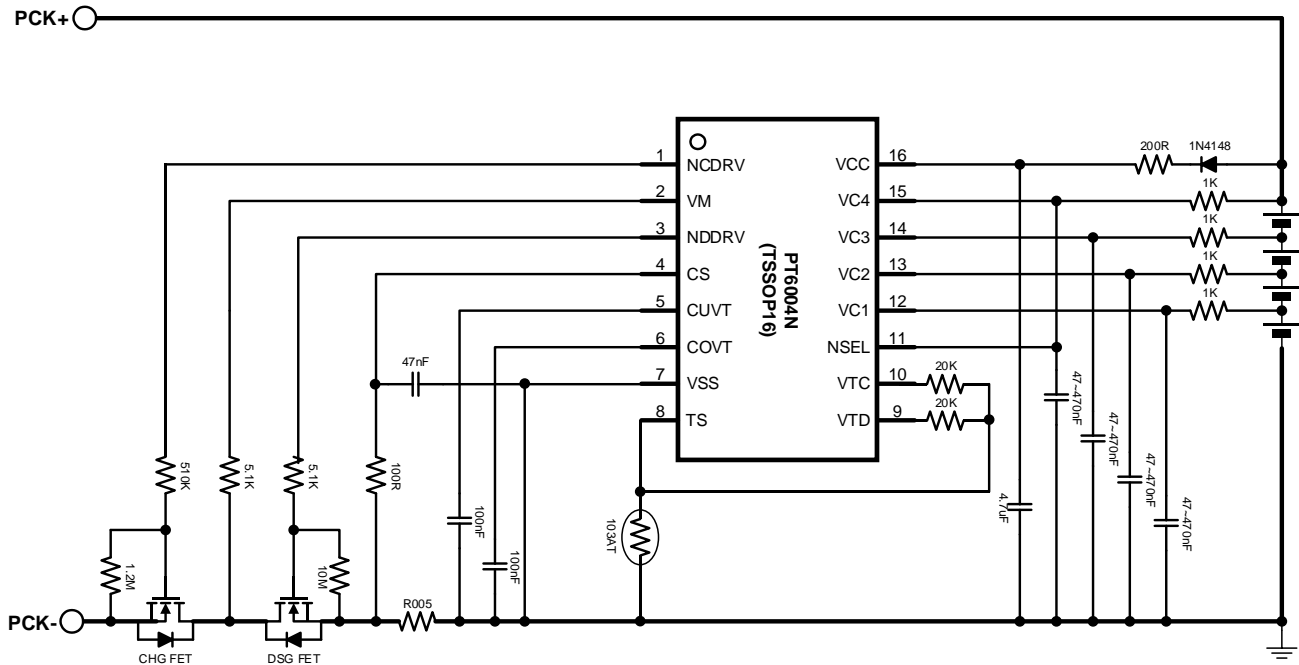 PCK+
1
NCDRV
VCC
16
200R
1N4148
2
VM
VC4
15
1K
3
NDDRV
VC3
14
1K
4
CS
VC2
13
1K
5
CUVT
VC1
12
1K
6
COVT
NSEL
11
7
VSS
VTC
10
20K
8
TS
VTD
9
20K
PT6004N
(TSSOP16)
47nF
510K
5.1K
5.1K
100R
100nF
100nF
103AT
4.7uF
47~470nF
47~470nF
47~470nF
47~470nF
1.2M
10M
R005
PCK-
CHG FET
DSG FET